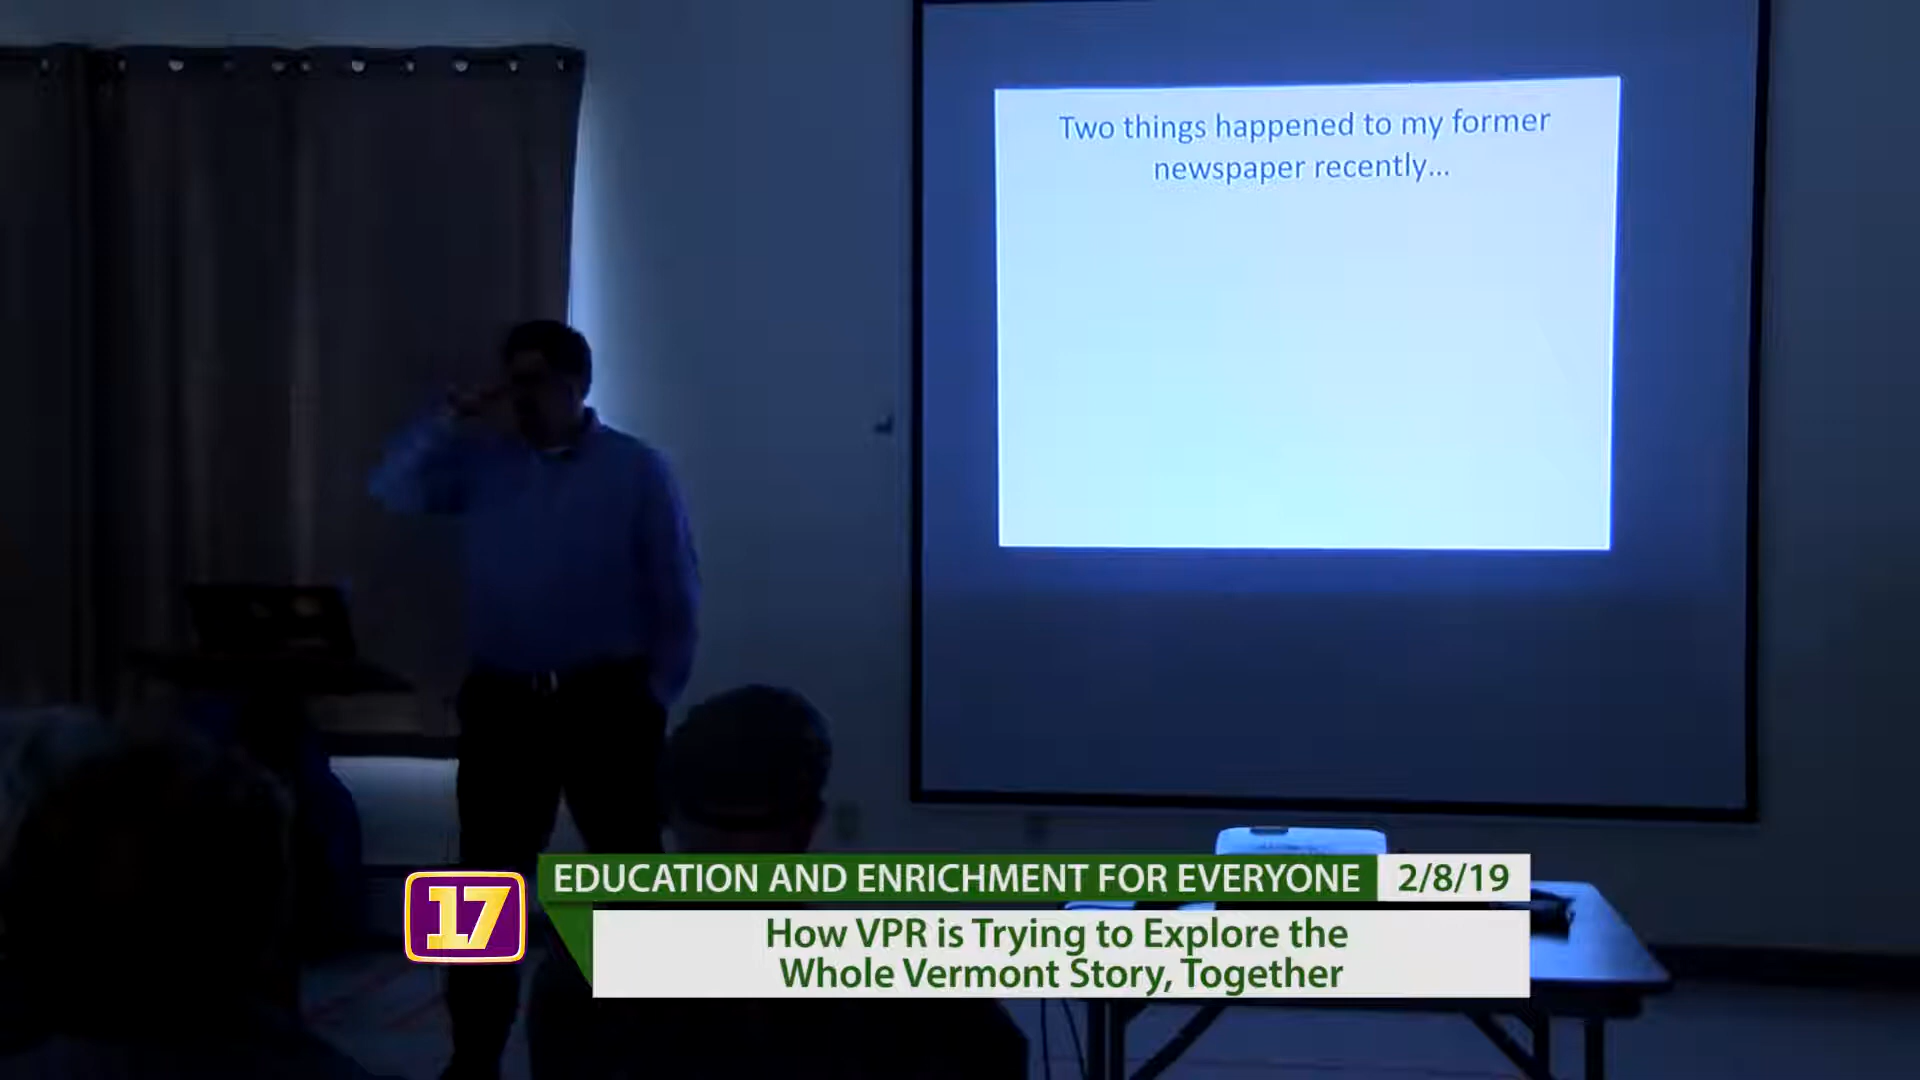 Two things happened to my former
newspaper recently...
EDUCATION AND ENRICHMENT FOR EVERYONE 2/8/19
17
How VPR is Trying to Explore the
Whole Vermont Story, Together